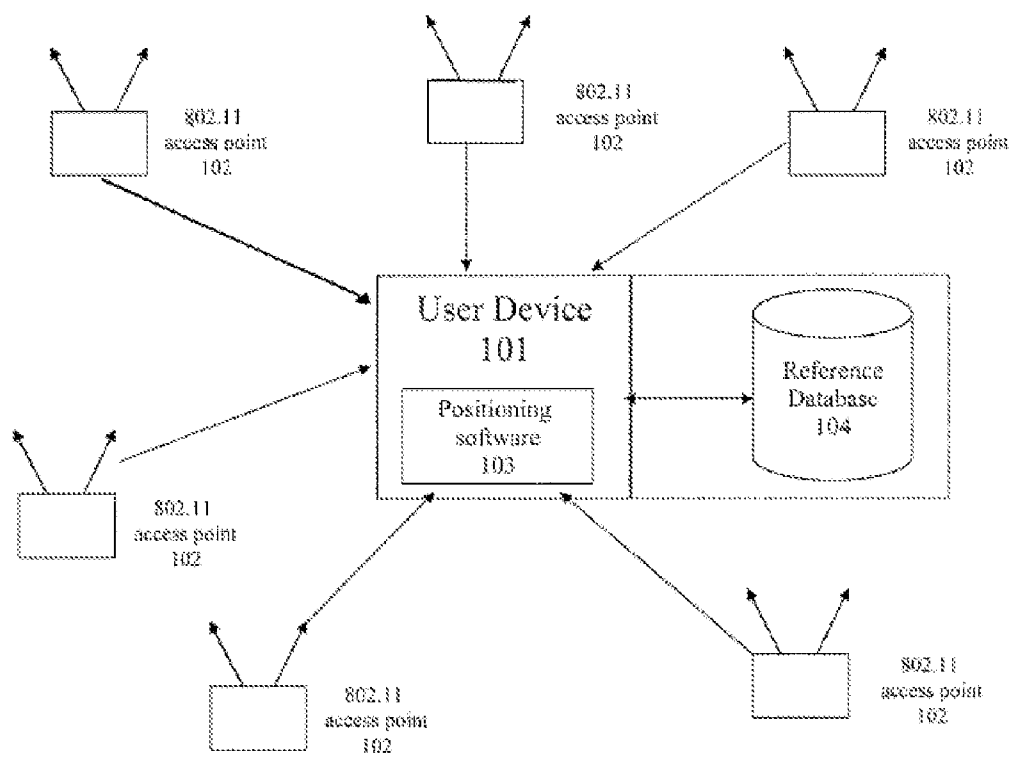 802.11
access point
102
802.11
access point
102
802.11
access point
102
User Device
101
Positioning
software
103
Reference
Database
104
802.11
access point
102
802.11
access point
102
802.11
access point
102